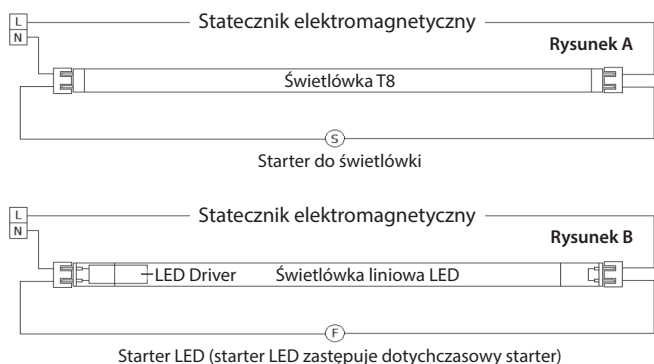 L
N
Statecznik elektromagnetyczny
Rysunek A
Świetlówka T8
S
Starter do świetlówki
L
N
Statecznik elektromagnetyczny
Rysunek B
LED Driver
Świetlówka liniowa LED
F
Starter LED (starter LED zastępuje dotychczasowy starter)